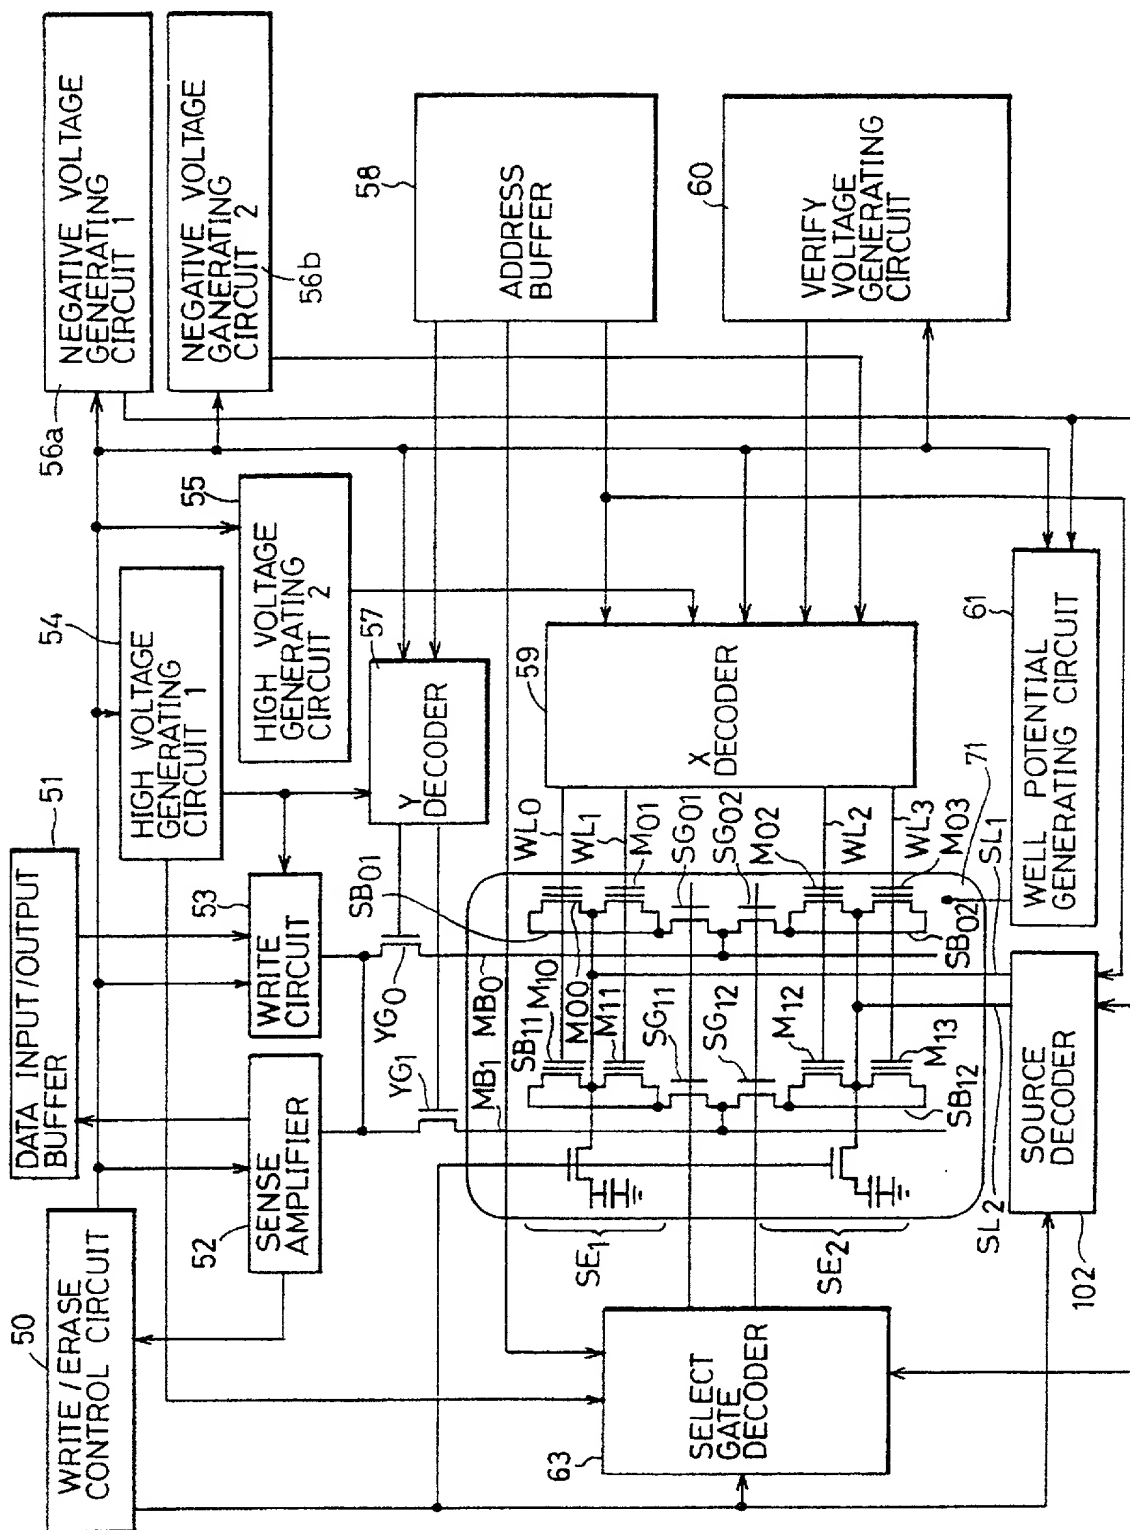 50
WRITE/ERASE
CONTROL CIRCUIT
DATA INPUT/OUTPUT
BUFFER
51
52
SENSE
AMPLIFIER
53
WRITE
CIRCUIT
54
HIGH VOLTAGE
GENERATING
CIRCUIT 1
55
HIGH VOLTAGE
GENERATING
CIRCUIT 2
56a
NEGATIVE VOLTAGE
GENERATING
CIRCUIT 1
NEGATIVE VOLTAGE
GANERATING
CIRCUIT 2
56b
57
Y
DECODER
58
ADDRESS
BUFFER
59
X
DECODER
60
VERIFY
VOLTAGE
GENERATING
CIRCUIT
61
WELL POTENTIAL
GENERATING CIRCUIT
63
SELECT
GATE
DECODER
SOURCE
DECODER
102
71
YG0
YG1
MB0
MB1
SB01
SB11
M10
M00
M11
SG11
SG12
M12
M13
SB12
WL0
WL1
M01
SG01
SG02
M02
WL2
WL3
M03
SB02
SL1
SL2
SE1
SE2